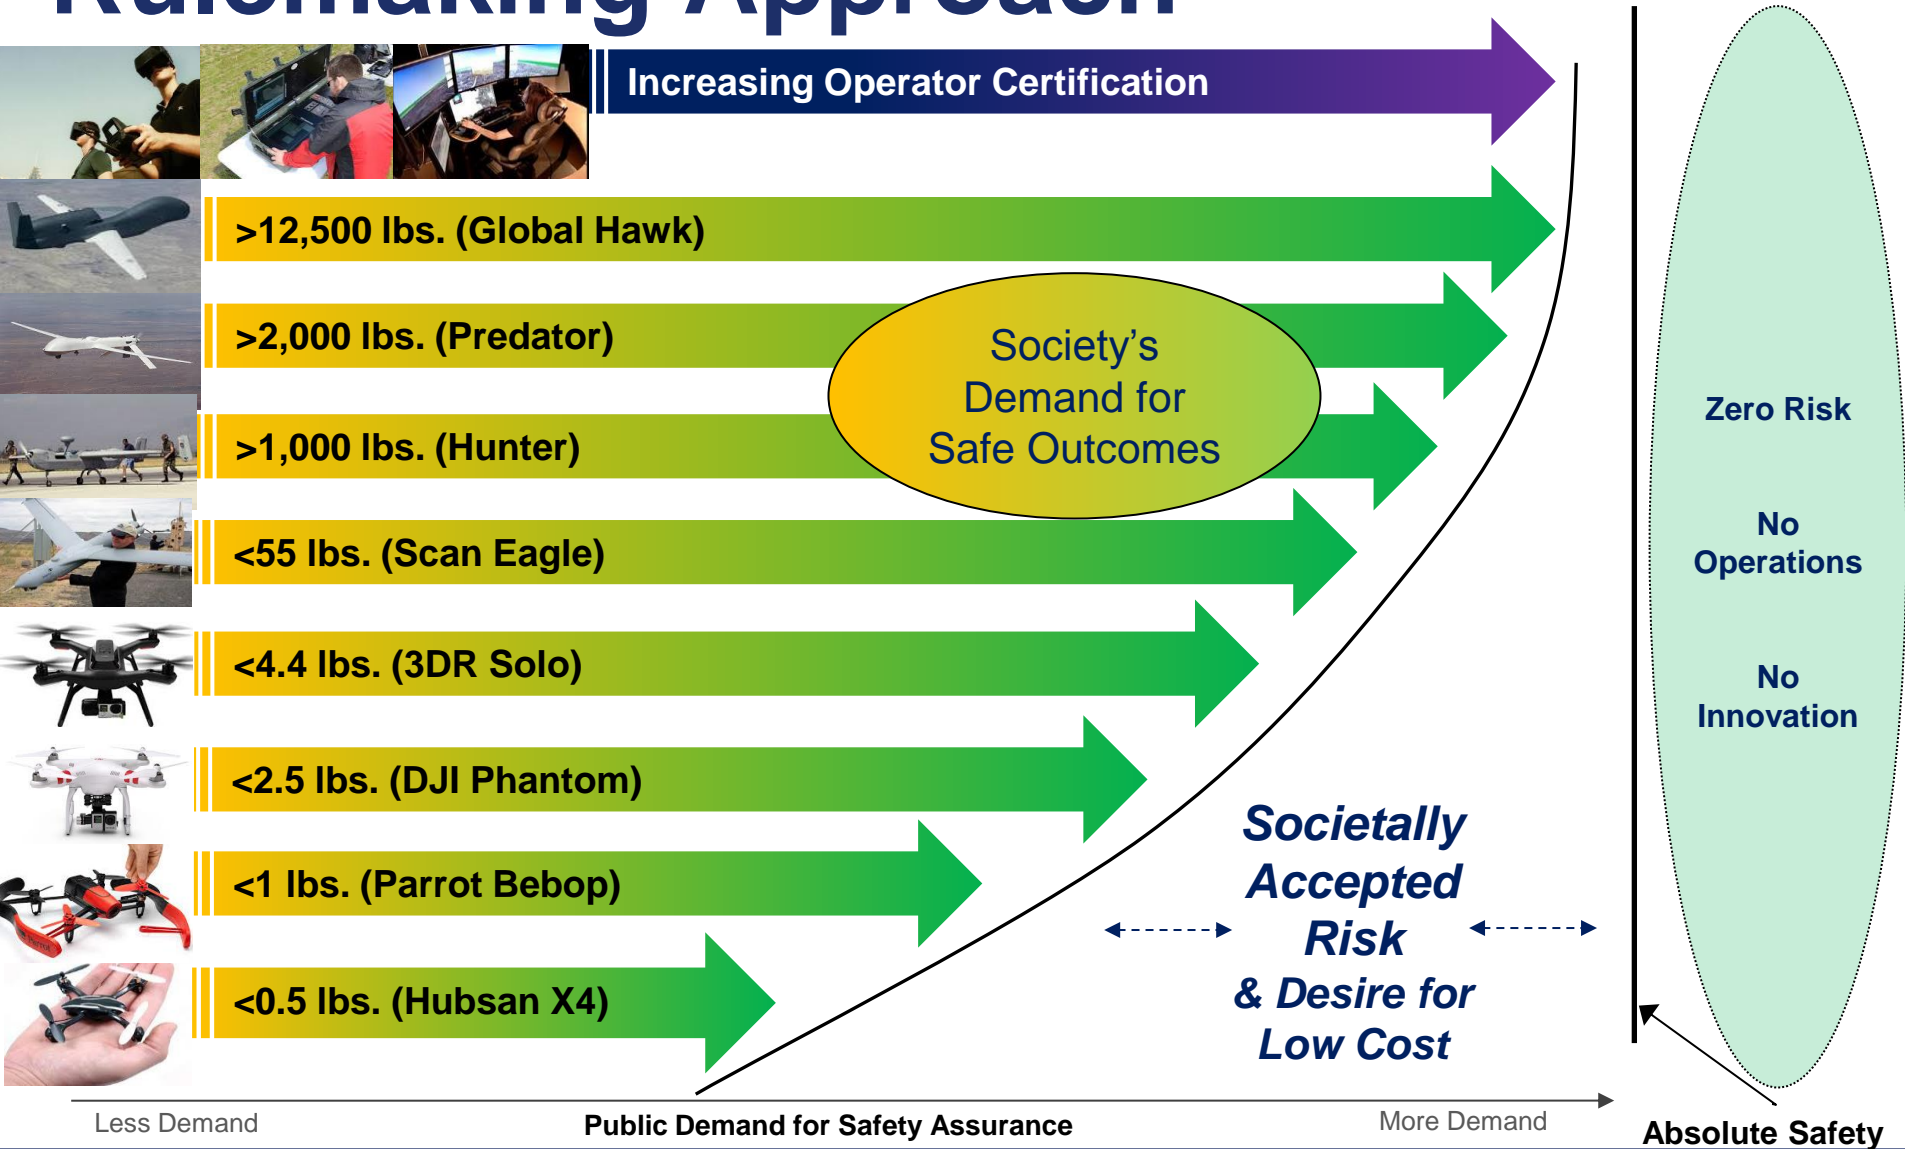 Rulemaking Approach
Increasing Operator Certification
>12,500 lbs. (Global Hawk)
>2,000 lbs. (Predator)
>1,000 lbs. (Hunter)
<55 lbs. (Scan Eagle)
<4.4 lbs. (3DR Solo)
<2.5 lbs. (DJI Phantom)
<1 lbs. (Parrot Bebop)
<0.5 lbs. (Hubsan X4)
Society’s
Demand for
Safe Outcomes
Societally
Accepted
Risk
& Desire for
Low Cost
Zero Risk
No
Operations
No
Innovation
Less Demand
Public Demand for Safety Assurance
More Demand
Absolute Safety
Parrot